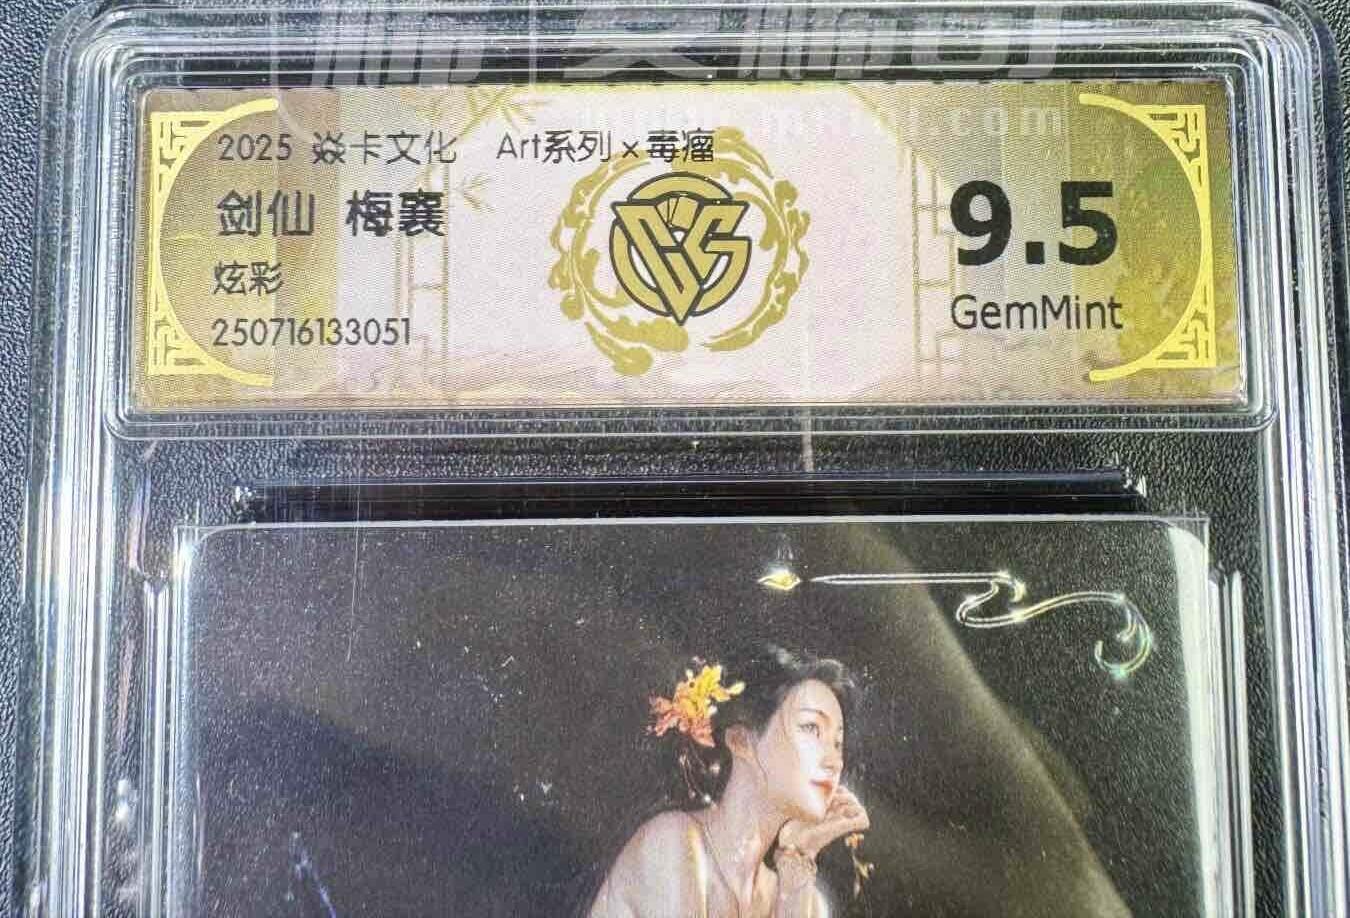 2025 焱卡文化 Art系列 x 毒瘤
剑仙 梅襄
炫彩
250716133051
9.5
GemMint